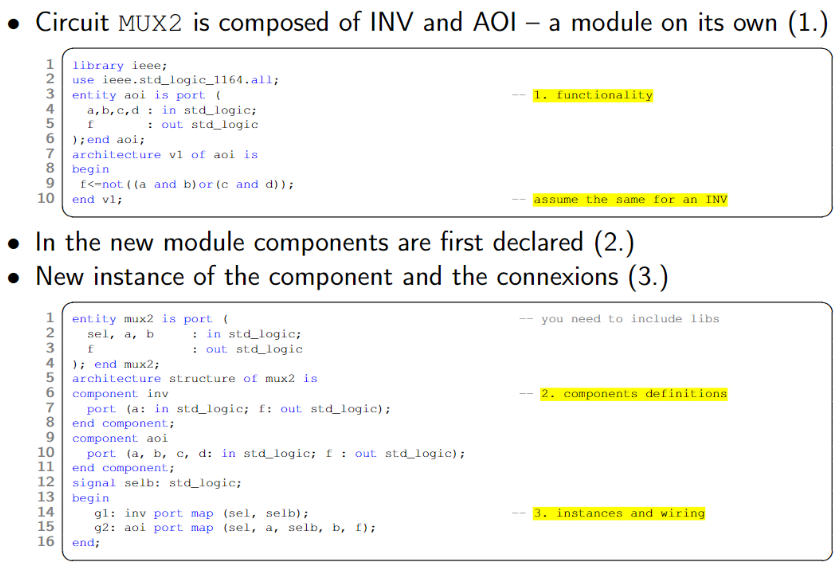 • Circuit MUX2 is composed of INV and AOI – a module on its own (1.)
1 library ieee;
2 use ieee.std_logic_1164.all;
3 entity aoi is port ( -- 1. functionality
4 a,b,c,d : in std_logic;
5 f : out std_logic
6 );end aoi;
7 architecture v1 of aoi is
8 begin
9 f<=not((a and b)or(c and d));
10 end v1; -- assume the same for an INV
• In the new module components are first declared (2.)
• New instance of the component and the connexions (3.)
1 entity mux2 is port ( -- you need to include libs
2 sel, a, b : in std_logic;
3 f : out std_logic
4 ); end mux2;
5 architecture structure of mux2 is
6 component inv -- 2. components definitions
7 port (a: in std_logic; f: out std_logic);
8 end component;
9 component aoi
10 port (a, b, c, d: in std_logic; f : out std_logic);
11 end component;
12 signal selb: std_logic;
13 begin
14 g1: inv port map (sel, selb); -- 3. instances and wiring
15 g2: aoi port map (sel, a, selb, b, f);
16 end;